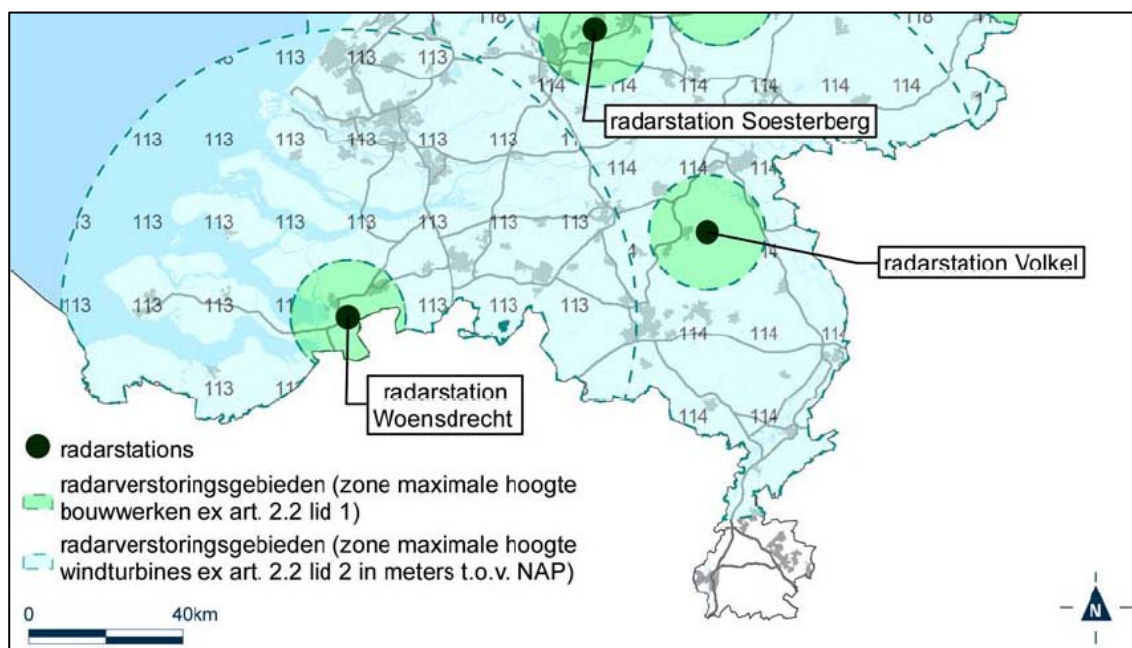 118 118
113 113 113
114 114 114 114 114 114
radarstation Soesterberg
113 113 113 113 113 113
114 114 114
113 113 113 113 113 113 113
radarstation Volkel
113 113 113 113 113 113
114 114 114
113
radarstation
Woensdrecht
114 114
radarstations
radarverstoringsgebieden (zone maximale hoogte
bouwwerken ex art. 2.2 lid 1)
radarverstoringsgebieden (zone maximale hoogte
windturbines ex art. 2.2 lid 2 in meters t.o.v. NAP)
0 40km
N